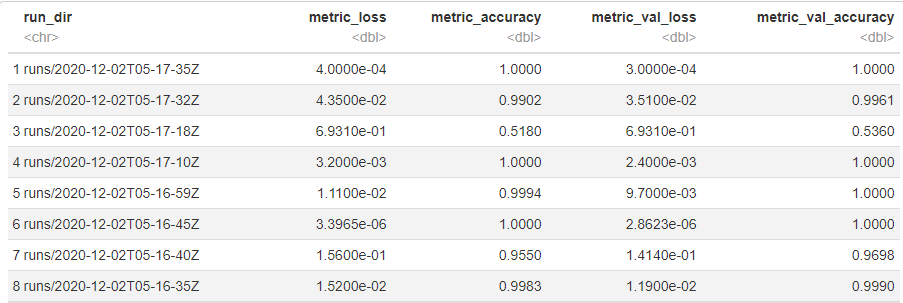 run_dir metric_loss metric_accuracy metric_val_loss metric_val_accuracy
<chr> <dbl> <dbl> <dbl> <dbl>
1 runs/2020-12-02T05-17-35Z 4.0000e-04 1.0000 3.0000e-04 1.0000
2 runs/2020-12-02T05-17-32Z 4.3500e-02 0.9902 3.5100e-02 0.9961
3 runs/2020-12-02T05-17-18Z 6.9310e-01 0.5180 6.9310e-01 0.5360
4 runs/2020-12-02T05-17-10Z 3.2000e-03 1.0000 2.4000e-03 1.0000
5 runs/2020-12-02T05-16-59Z 1.1100e-02 0.9994 9.7000e-03 1.0000
6 runs/2020-12-02T05-16-45Z 3.3965e-06 1.0000 2.8623e-06 1.0000
7 runs/2020-12-02T05-16-40Z 1.5600e-01 0.9550 1.4140e-01 0.9698
8 runs/2020-12-02T05-16-35Z 1.5200e-02 0.9983 1.1900e-02 0.9990